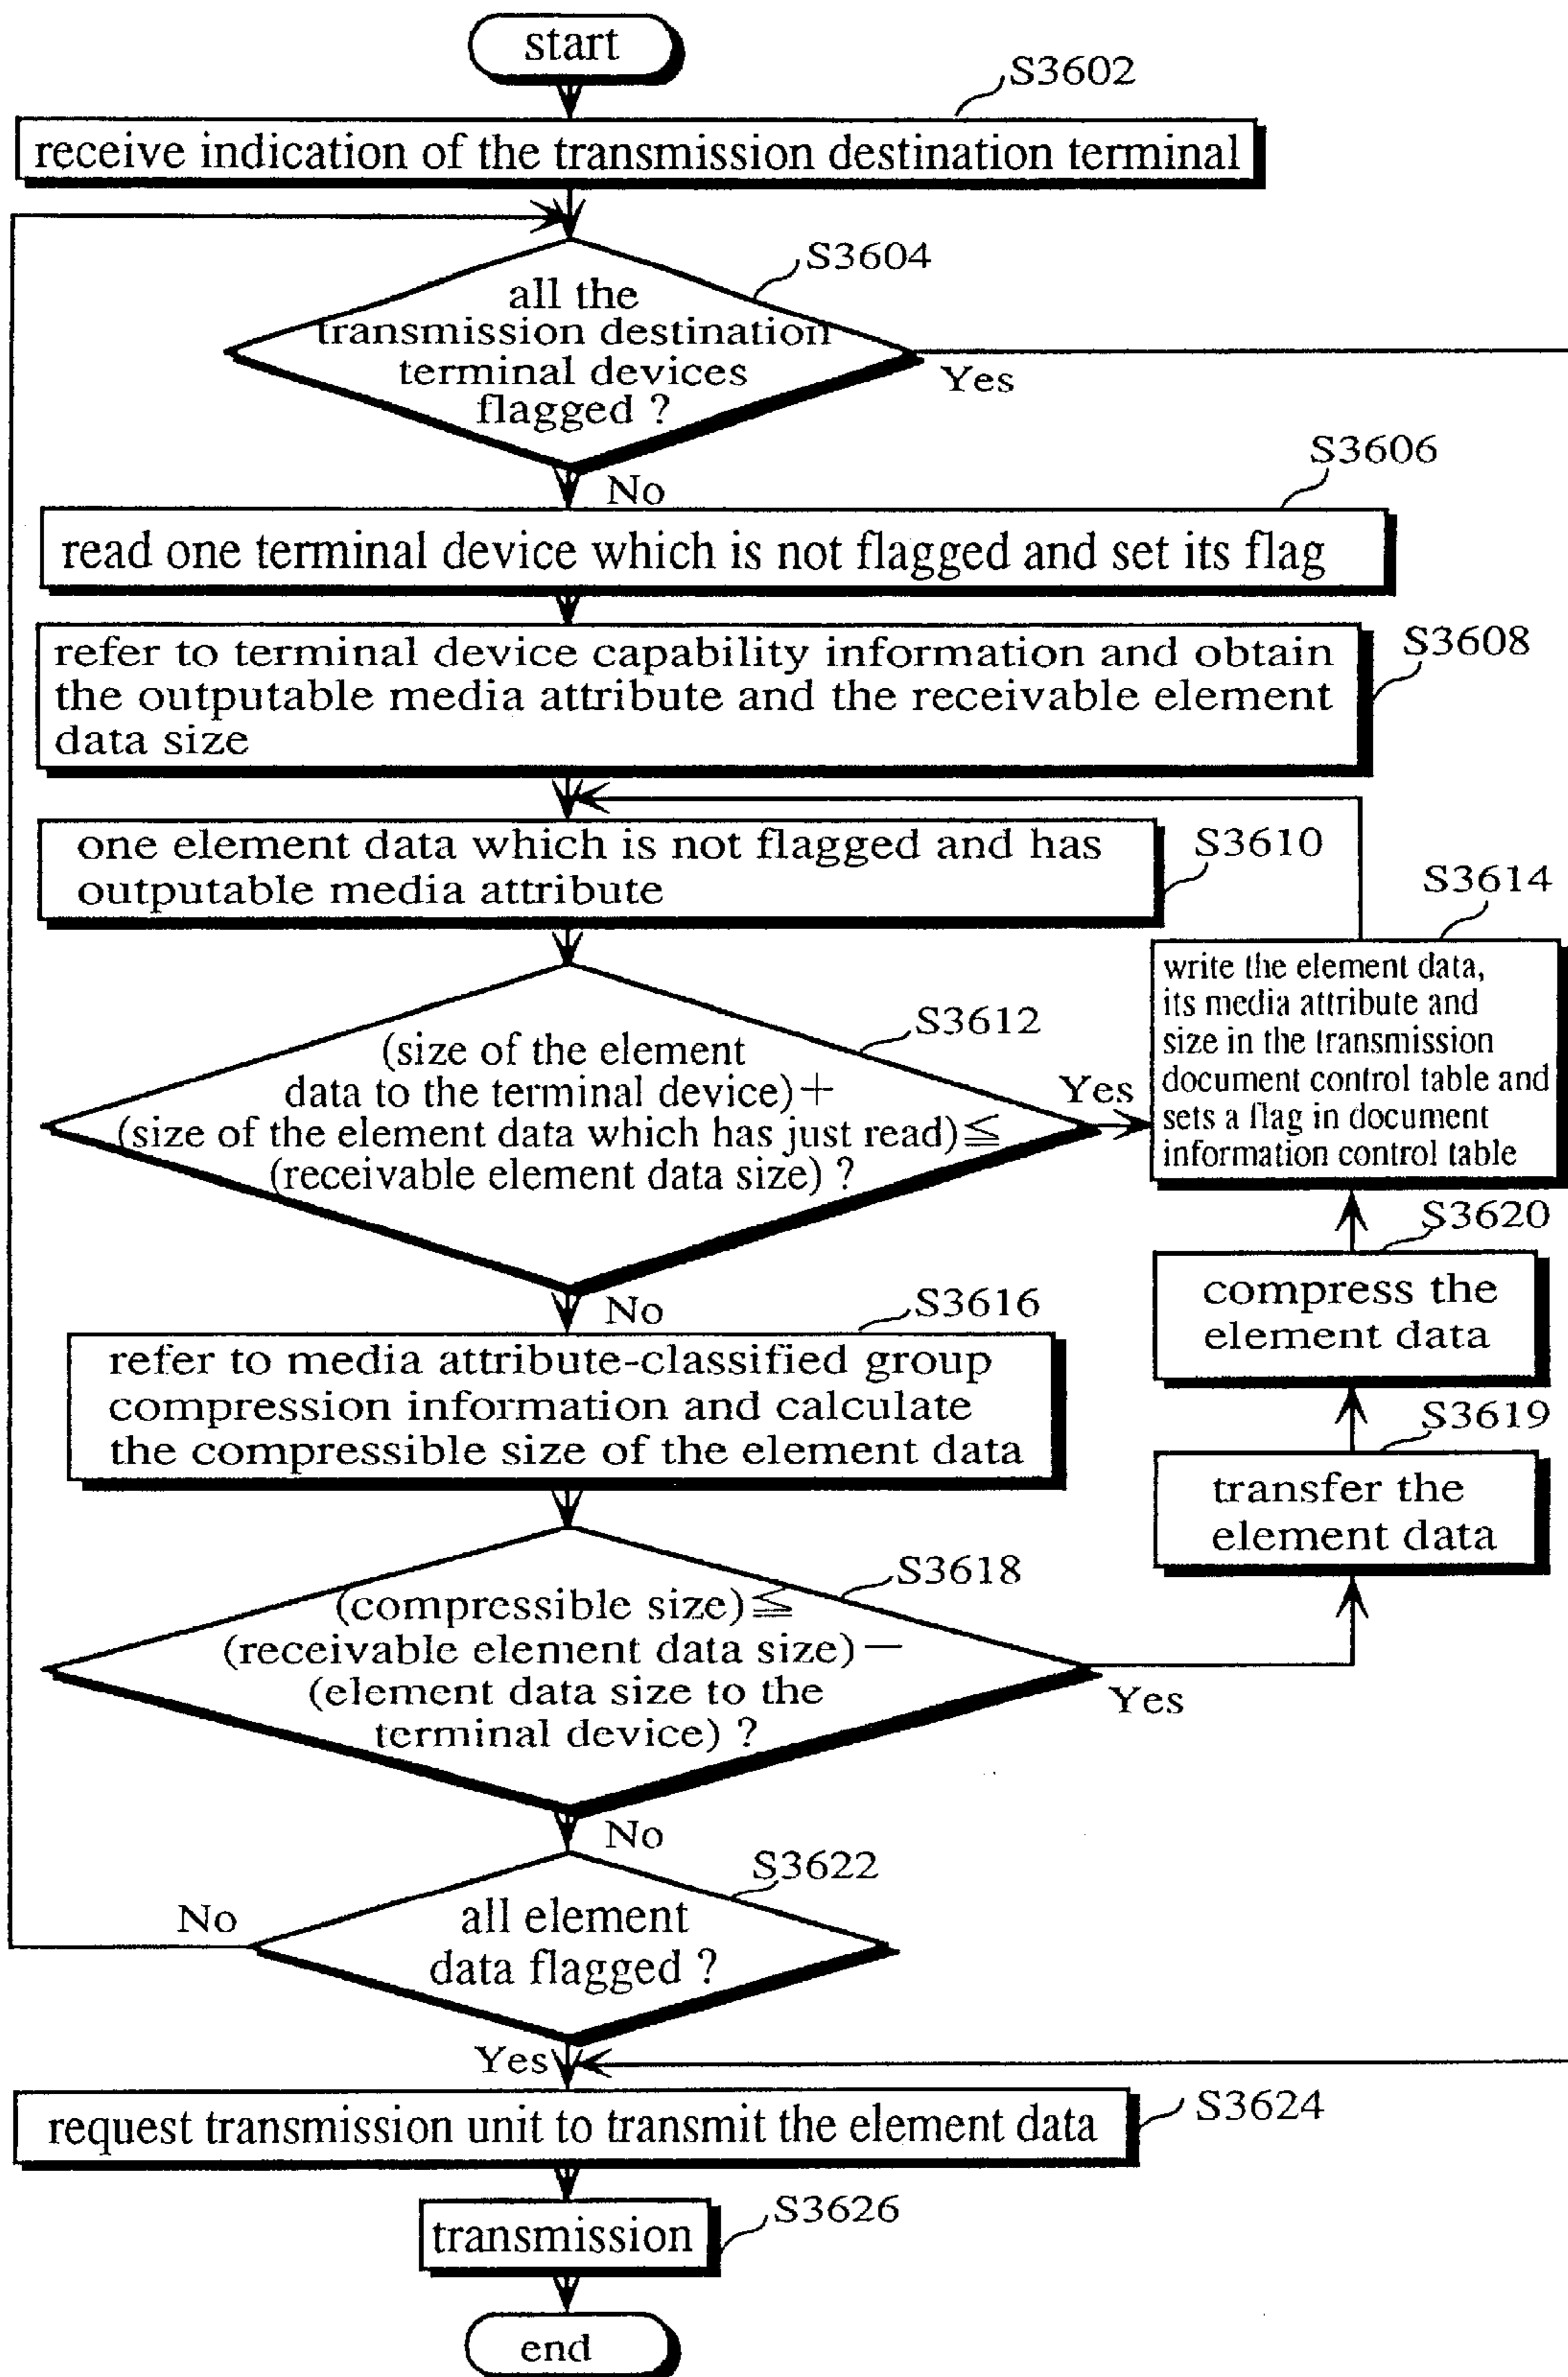 start
S3602
receive indication of the transmission destination terminal
S3604
all the
transmission destination
terminal devices
flagged ?
Yes
No
S3606
read one terminal device which is not flagged and set its flag
S3608
refer to terminal device capability information and obtain
the outputable media attribute and the receivable element
data size
S3610
one element data which is not flagged and has
outputable media attribute
S3614
write the element data,
its media attribute and
size in the transmission
document control table and
sets a flag in document
information control table
S3612
(size of the element
data to the terminal device)+
(size of the element data which has just read)≦
(receivable element data size) ?
Yes
No
S3620
compress the
element data
S3616
refer to media attribute-classified group
compression information and calculate
the compressible size of the element data
S3619
transfer the
element data
S3618
(compressible size)≦
(receivable element data size)−
(element data size to the
terminal device) ?
Yes
No
S3622
all element
data flagged ?
No
Yes
S3624
request transmission unit to transmit the element data
S3626
transmission
end